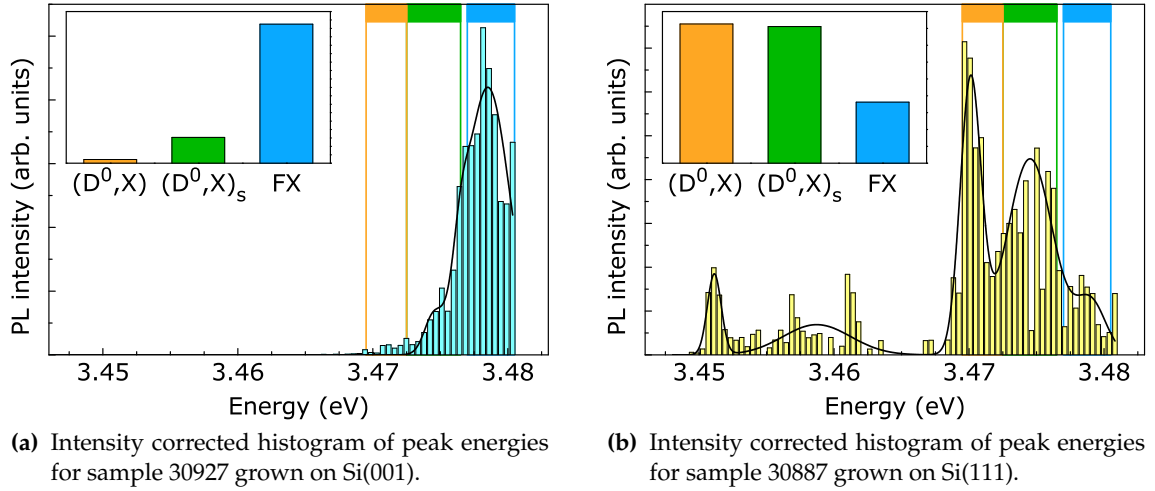 PL intensity (arb. units)
(D⁰,X) (D⁰,X)ₛ FX
3.45 3.46 3.47 3.48
Energy (eV)
(a) Intensity corrected histogram of peak energies
for sample 30927 grown on Si(001).
PL intensity (arb. units)
(D⁰,X) (D⁰,X)ₛ FX
3.45 3.46 3.47 3.48
Energy (eV)
(b) Intensity corrected histogram of peak energies
for sample 30887 grown on Si(111).